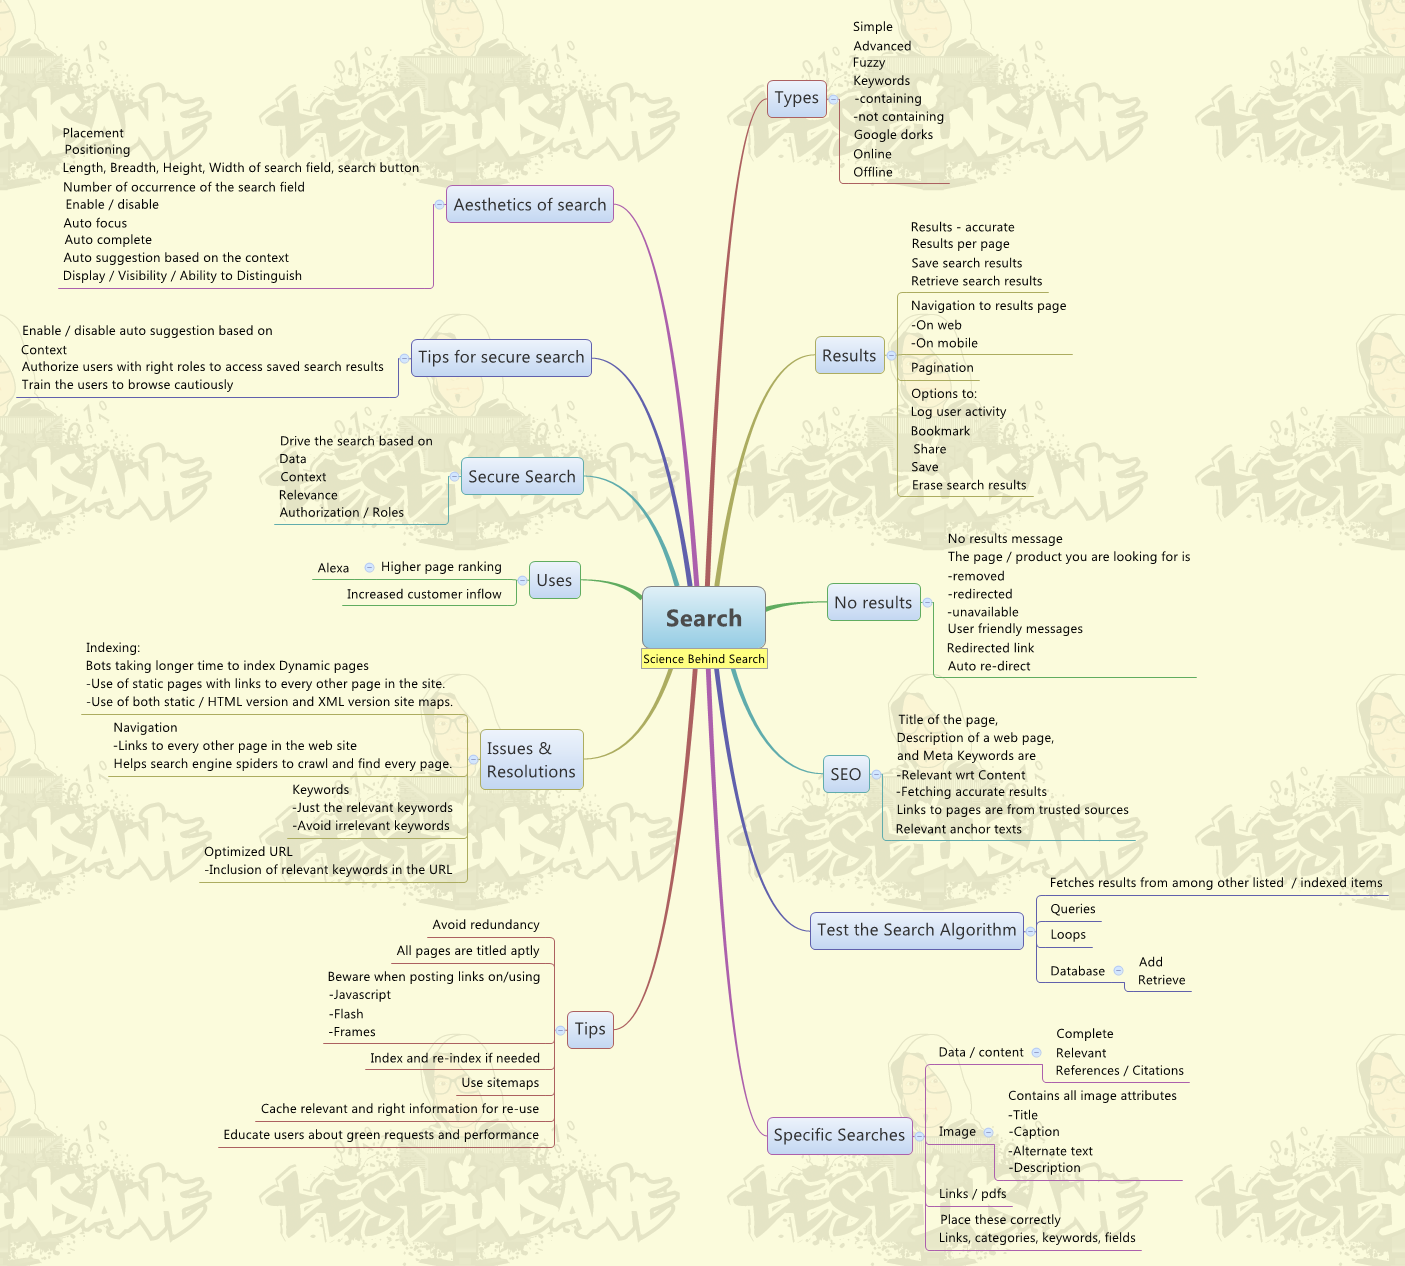 Search
Science Behind Search
Types
Simple
Advanced
Fuzzy
Keywords
-containing
-not containing
Google dorks
Online
Offline
Results
Results - accurate
Results per page
Save search results
Retrieve search results
Navigation to results page
-On web
-On mobile
Pagination
Options to:
Log user activity
Bookmark
Share
Save
Erase search results
No results
No results message
The page / product you are looking for is
-removed
-redirected
-unavailable
User friendly messages
Redirected link
Auto re-direct
SEO
Title of the page,
Description of a web page,
and Meta Keywords are
-Relevant wrt Content
-Fetching accurate results
Links to pages are from trusted sources
Relevant anchor texts
Test the Search Algorithm
Fetches results from among other listed / indexed items
Queries
Loops
Database
Add
Retrieve
Specific Searches
Data / content
Complete
Relevant
References / Citations
Image
Contains all image attributes
-Title
-Caption
-Alternate text
-Description
Links / pdfs
Place these correctly
Links, categories, keywords, fields
Aesthetics of search
Placement
Positioning
Length, Breadth, Height, Width of search field, search button
Number of occurrence of the search field
Enable / disable
Auto focus
Auto complete
Auto suggestion based on the context
Display / Visibility / Ability to Distinguish
Tips for secure search
Enable / disable auto suggestion based on
Context
Authorize users with right roles to access saved search results
Train the users to browse cautiously
Secure Search
Drive the search based on
Data
Context
Relevance
Authorization / Roles
Uses
Higher page ranking
Alexa
Increased customer inflow
Issues &
Resolutions
Indexing:
Bots taking longer time to index Dynamic pages
-Use of static pages with links to every other page in the site.
-Use of both static / HTML version and XML version site maps.
Navigation
-Links to every other page in the web site
Helps search engine spiders to crawl and find every page.
Keywords
-Just the relevant keywords
-Avoid irrelevant keywords
Optimized URL
-Inclusion of relevant keywords in the URL
Tips
Avoid redundancy
All pages are titled aptly
Beware when posting links on/using
-Javascript
-Flash
-Frames
Index and re-index if needed
Use sitemaps
Cache relevant and right information for re-use
Educate users about green requests and performance